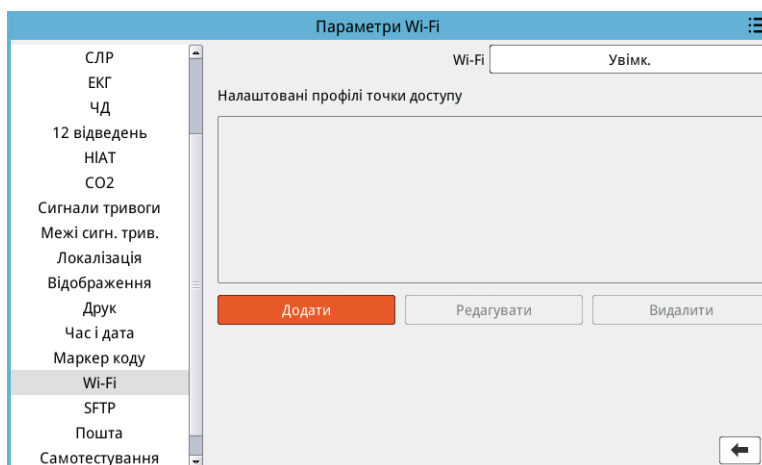 Параметри Wi-Fi
СЛР
ЕКГ
ЧД
12 відведень
НІАТ
CO2
Сигнали тривоги
Межі сигн. трив.
Локалізація
Відображення
Друк
Час і дата
Маркер коду
Wi-Fi
SFTP
Пошта
Самотестування
Wi-Fi Увімк.
Налаштовані профілі точки доступу
Додати Редагувати Видалити